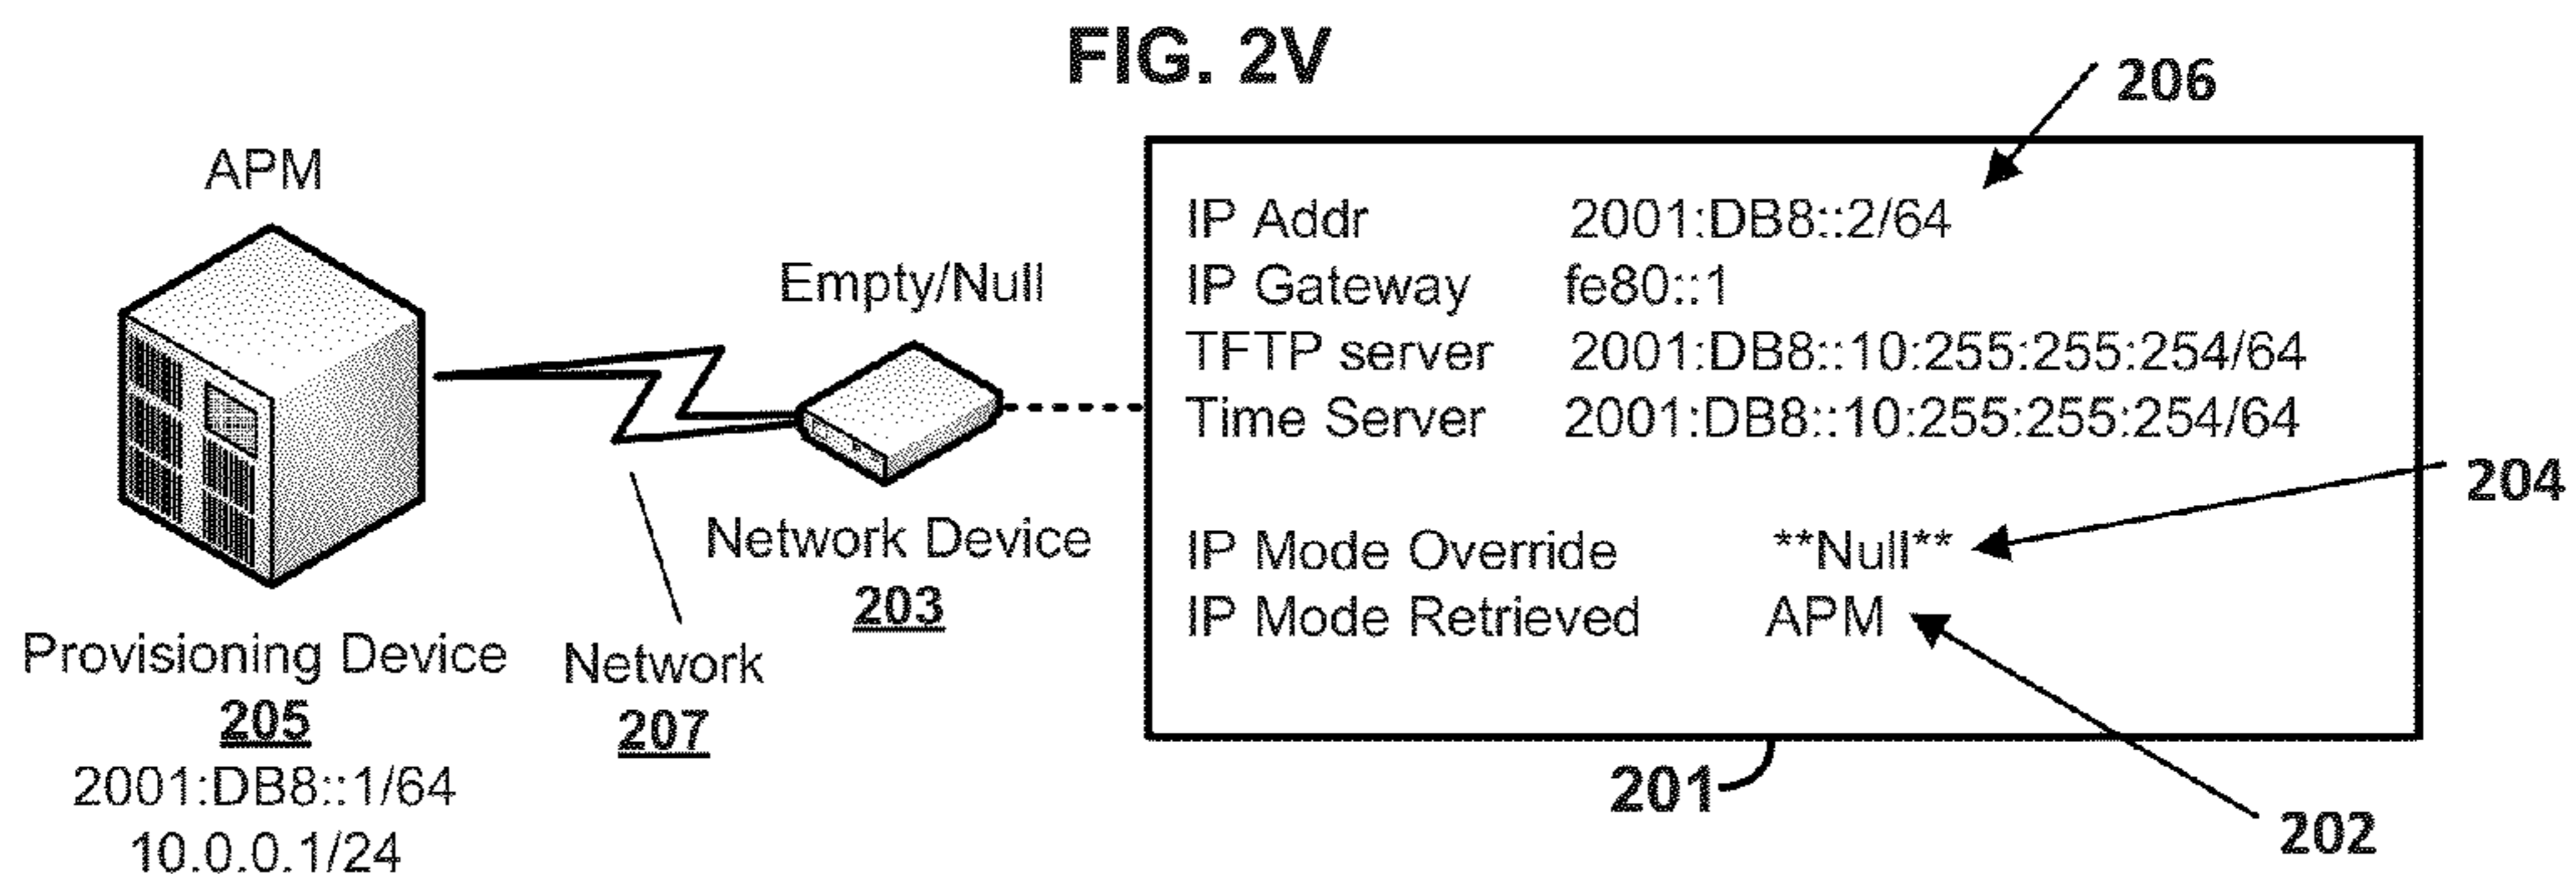 FIG. 2V
206
APM
IP Addr 2001:DB8::2/64
Empty/Null
IP Gateway fe80::1
TFTP server 2001:DB8::10:255:255:254/64
Time Server 2001:DB8::10:255:255:254/64
204
Network Device
203
IP Mode Override **Null**
IP Mode Retrieved APM
Provisioning Device
205
2001:DB8::1/64
10.0.0.1/24
Network
207
201
202